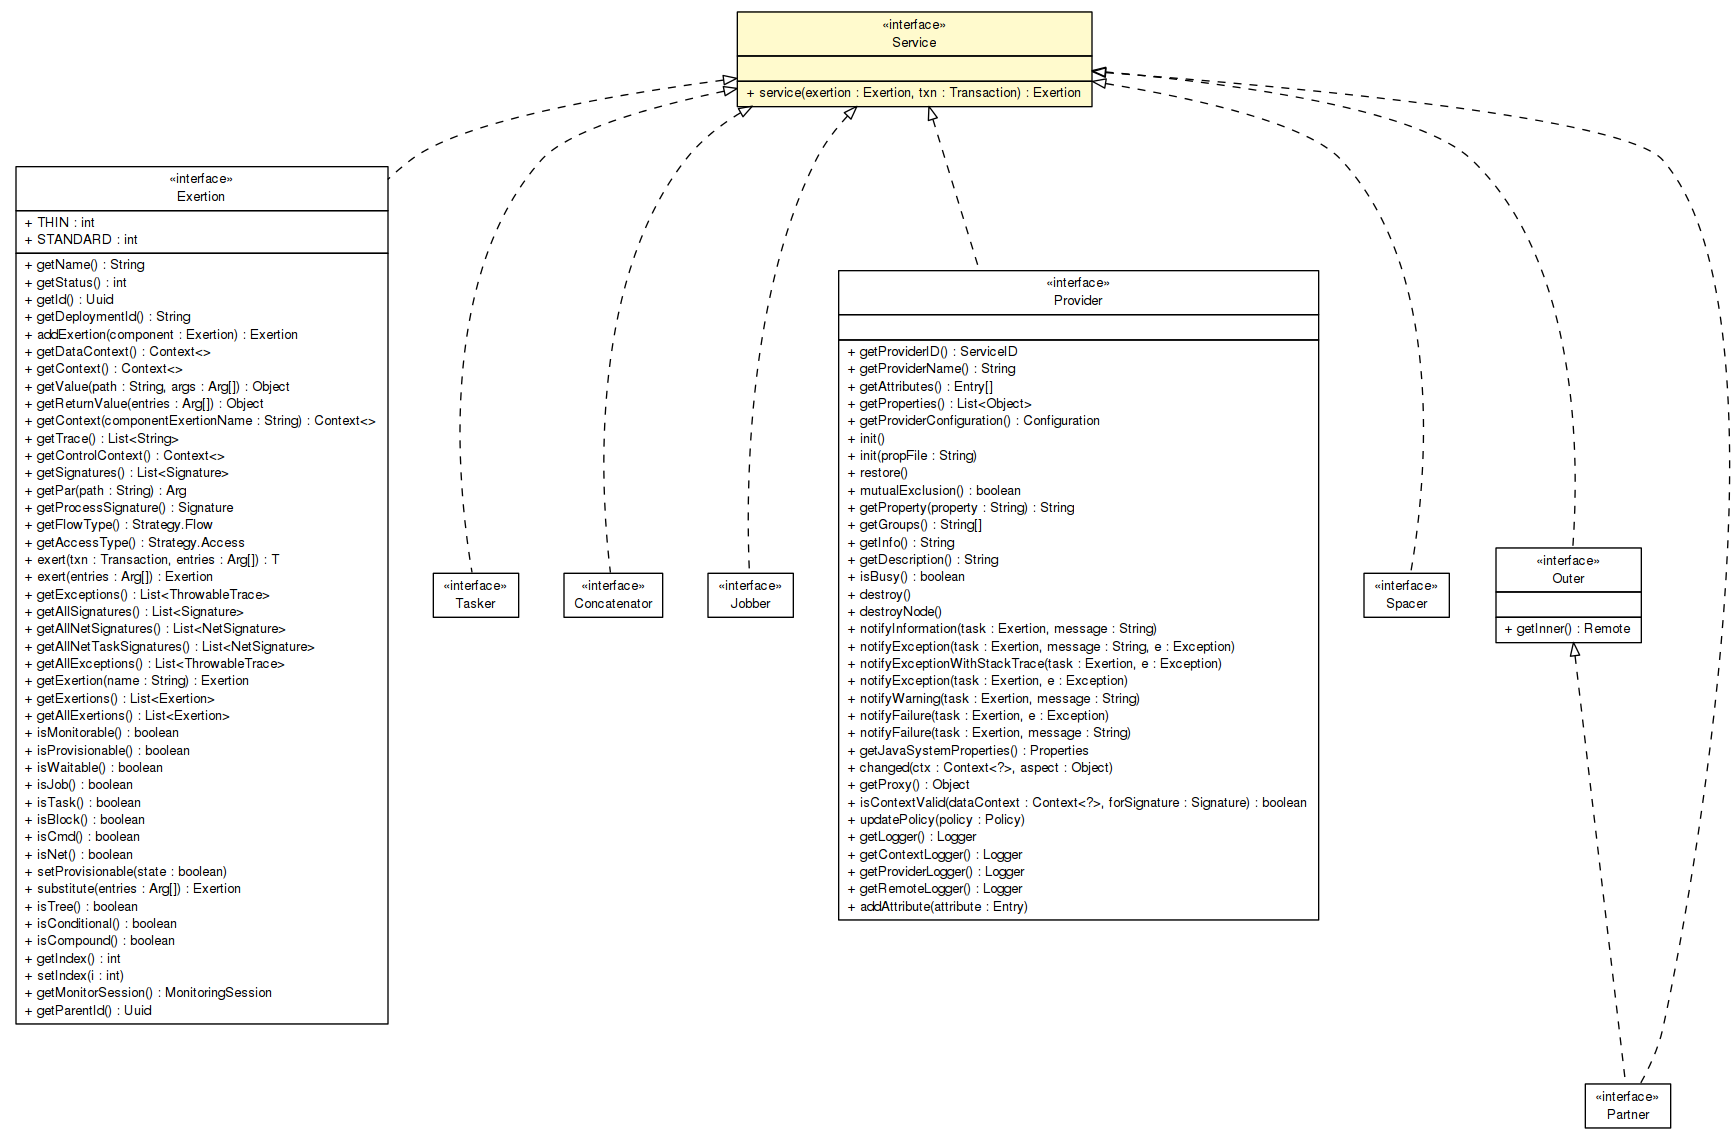 «interface»
Service
+ service(exertion : Exertion, txn : Transaction) : Exertion
«interface»
Exertion
+ THIN : int
+ STANDARD : int
+ getName() : String
+ getStatus() : int
+ getId() : Uuid
+ getDeploymentId() : String
+ addExertion(component : Exertion) : Exertion
+ getDataContext() : Context<>
+ getContext() : Context<>
+ getValue(path : String, args : Arg[]) : Object
+ getReturnValue(entries : Arg[]) : Object
+ getContext(componentExertionName : String) : Context<>
+ getTrace() : List<String>
+ getControlContext() : Context<>
+ getSignatures() : List<Signature>
+ getPar(path : String) : Arg
+ getProcessSignature() : Signature
+ getFlowType() : Strategy.Flow
+ getAccessType() : Strategy.Access
+ exert(txn : Transaction, entries : Arg[]) : T
+ exert(entries : Arg[]) : Exertion
+ getExceptions() : List<ThrowableTrace>
+ getAllSignatures() : List<Signature>
+ getAllNetSignatures() : List<NetSignature>
+ getAllNetTaskSignatures() : List<NetSignature>
+ getAllExceptions() : List<ThrowableTrace>
+ getExertion(name : String) : Exertion
+ getExertions() : List<Exertion>
+ getAllExertions() : List<Exertion>
+ isMonitorable() : boolean
+ isProvisionable() : boolean
+ isWaitable() : boolean
+ isJob() : boolean
+ isTask() : boolean
+ isBlock() : boolean
+ isCmd() : boolean
+ isNet() : boolean
+ setProvisionable(state : boolean)
+ substitute(entries : Arg[]) : Exertion
+ isTree() : boolean
+ isConditional() : boolean
+ isCompound() : boolean
+ getIndex() : int
+ setIndex(i : int)
+ getMonitorSession() : MonitoringSession
+ getParentId() : Uuid
«interface»
Tasker
«interface»
Concatenator
«interface»
Jobber
«interface»
Provider
+ getProviderID() : ServiceID
+ getProviderName() : String
+ getAttributes() : Entry[]
+ getProperties() : List<Object>
+ getProviderConfiguration() : Configuration
+ init()
+ init(propFile : String)
+ restore()
+ mutualExclusion() : boolean
+ getProperty(property : String) : String
+ getGroups() : String[]
+ getInfo() : String
+ getDescription() : String
+ isBusy() : boolean
+ destroy()
+ destroyNode()
+ notifyInformation(task : Exertion, message : String)
+ notifyException(task : Exertion, message : String, e : Exception)
+ notifyExceptionWithStackTrace(task : Exertion, e : Exception)
+ notifyException(task : Exertion, e : Exception)
+ notifyWarning(task : Exertion, message : String)
+ notifyFailure(task : Exertion, e : Exception)
+ notifyFailure(task : Exertion, message : String)
+ getJavaSystemProperties() : Properties
+ changed(ctx : Context<?>, aspect : Object)
+ getProxy() : Object
+ isContextValid(dataContext : Context<?>, forSignature : Signature) : boolean
+ updatePolicy(policy : Policy)
+ getLogger() : Logger
+ getContextLogger() : Logger
+ getProviderLogger() : Logger
+ getRemoteLogger() : Logger
+ addAttribute(attribute : Entry)
«interface»
Spacer
«interface»
Outer
+ getInner() : Remote
«interface»
Partner